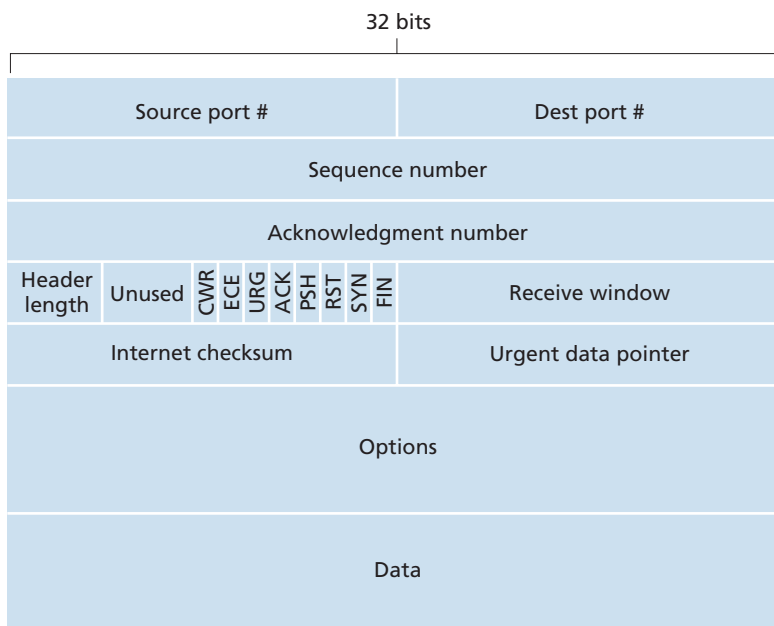 32 bits
Source port #
Dest port #
Sequence number
Acknowledgment number
Header
length
Unused
CWR
ECE
URG
ACK
PSH
RST
SYN
FIN
Receive window
Internet checksum
Urgent data pointer
Options
Data